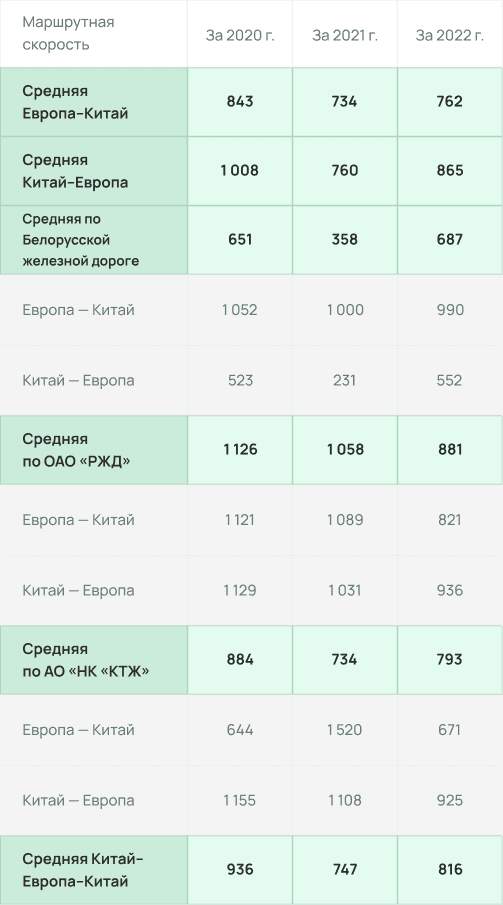 Маршрутная
скорость
За 2020 г. За 2021 г. За 2022 г.
Средняя
Европа–Китай
843 734 762
Средняя
Китай–Европа
1 008 760 865
Средняя по
Белорусской
железной дороге
651 358 687
Европа — Китай 1 052 1 000 990
Китай — Европа 523 231 552
Средняя
по ОАО «РЖД»
1 126 1 058 881
Европа — Китай 1 121 1 089 821
Китай — Европа 1 129 1 031 936
Средняя
по АО «НК «КТЖ»
884 734 793
Европа — Китай 644 1 520 671
Китай — Европа 1 155 1 108 925
Средняя Китай–
Европа–Китай
936 747 816